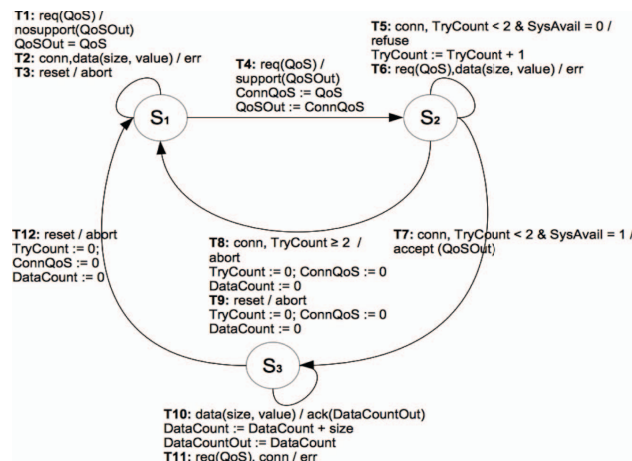 T1: req(QoS) /
nosupport(QoSOut)
QoSOut = QoS
T2: conn,data(size, value) / err
T3: reset / abort
T4: req(QoS) /
support(QoSOut)
ConnQoS := QoS
QoSOut := ConnQoS
T5: conn, TryCount < 2 & SysAvail = 0 /
refuse
TryCount := TryCount + 1
T6: req(QoS),data(size, value) / err
S1
S2
T12: reset / abort
TryCount := 0;
ConnQoS := 0
DataCount := 0
T8: conn, TryCount ≥ 2 /
abort
TryCount := 0; ConnQoS := 0
DataCount := 0
T9: reset / abort
TryCount := 0; ConnQoS := 0
DataCount := 0
T7: conn, TryCount < 2 & SysAvail = 1 /
accept (QoSOut)
S3
T10: data(size, value) / ack(DataCountOut)
DataCount := DataCount + size
DataCountOut := DataCount
T11: req(QoS), conn / err